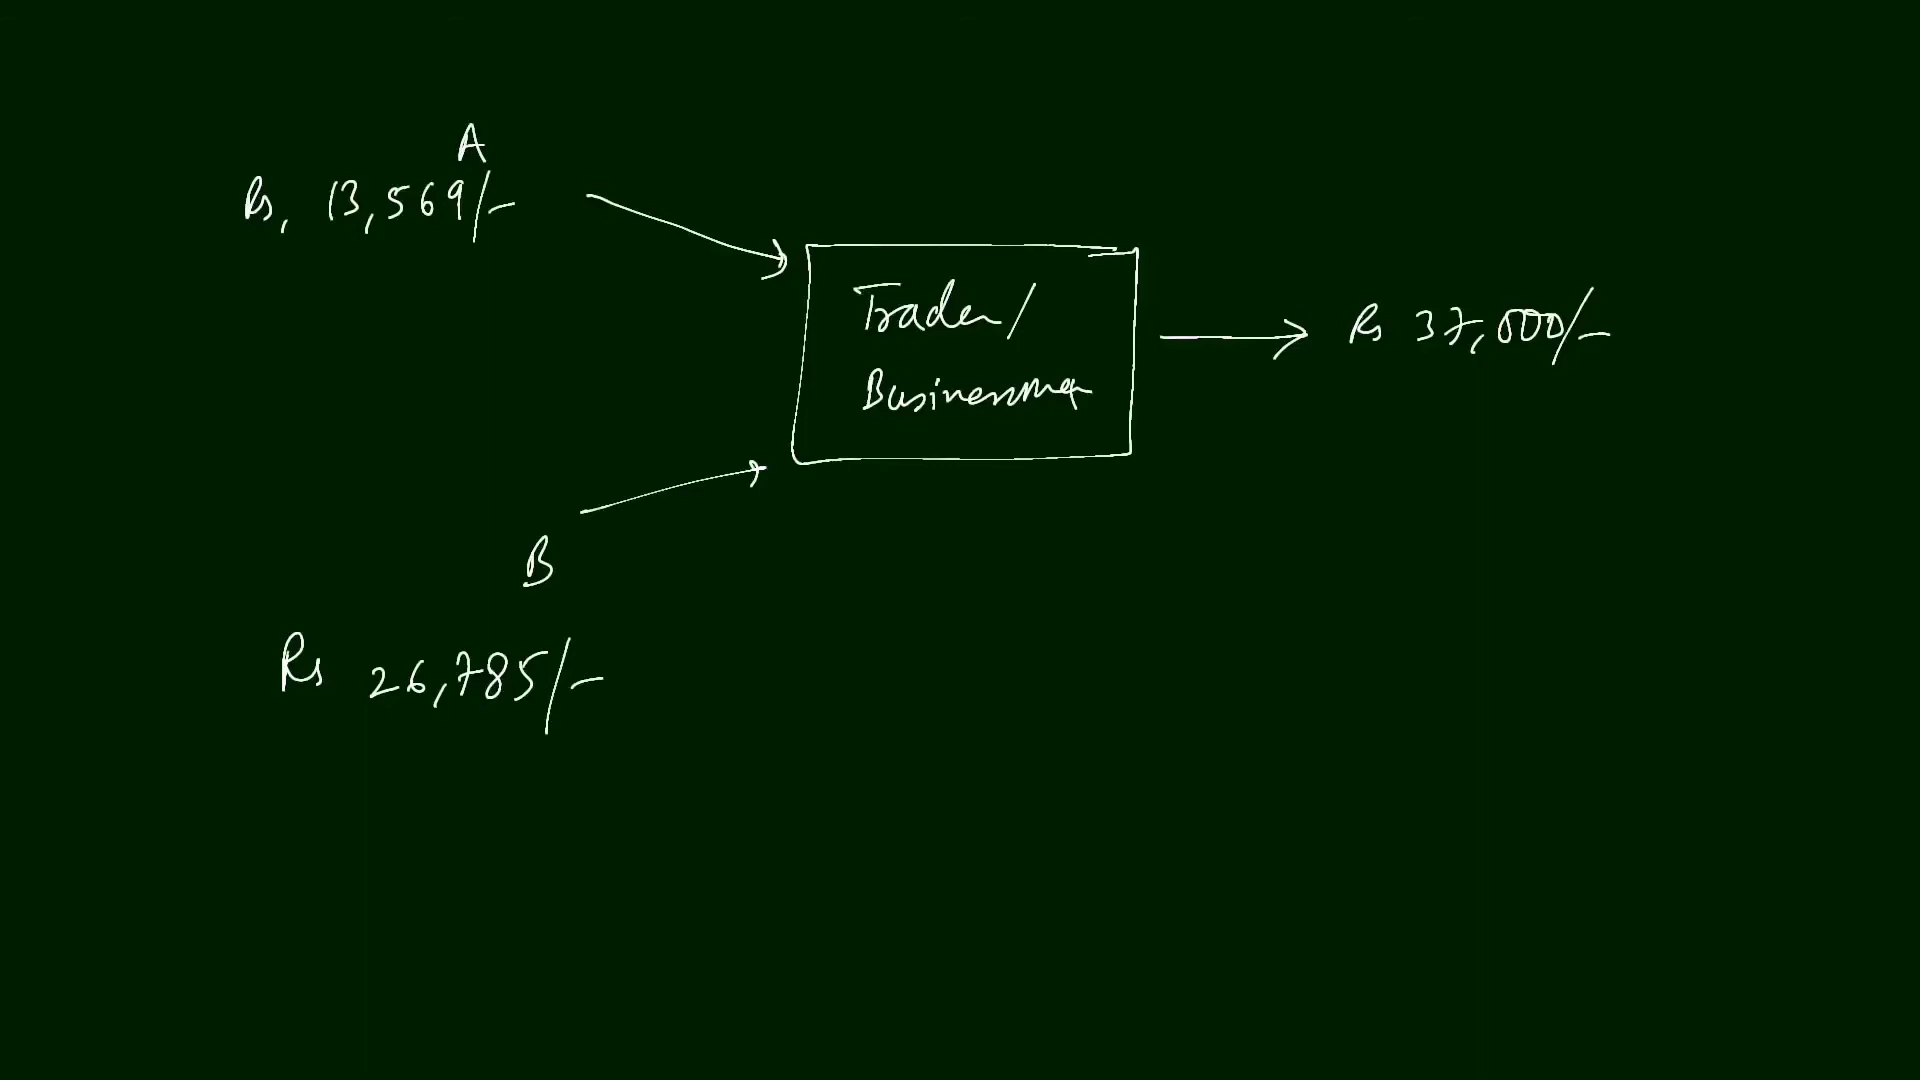 A
Rs, 13,569/-
Trader/
Businessman
Rs 37,000/-
B
Rs 26,785/-